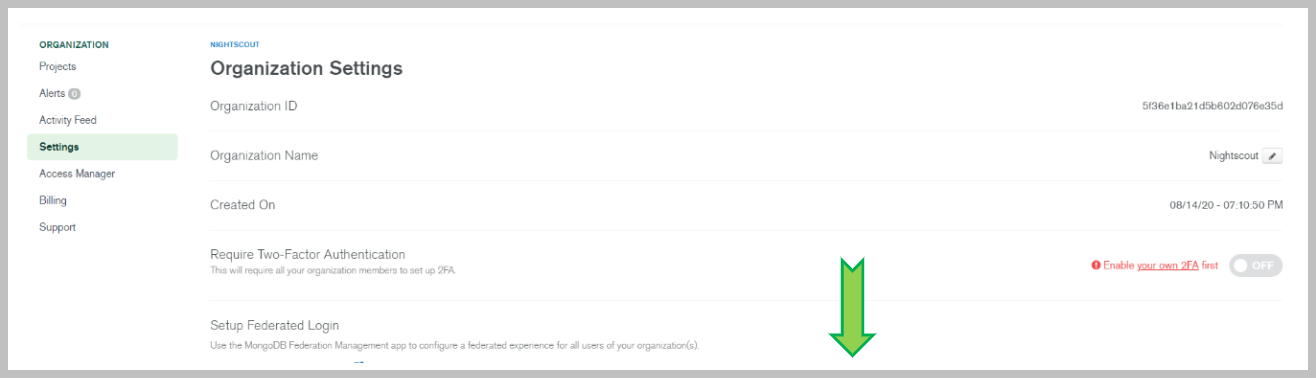 ORGANIZATION
Projects
Alerts 0
Activity Feed
Settings
Access Manager
Billing
Support
NIGHTSCOUT
Organization Settings
Organization ID
5f36e1ba21d5b602d076e35d
Organization Name
Nightscout
Created On
08/14/20 - 07:10:50 PM
Require Two-Factor Authentication
This will require all your organization members to set up 2FA.
Enable your own 2FA first
OFF
Setup Federated Login
Use the MongoDB Federation Management app to configure a federated experience for all users of your organization(s).